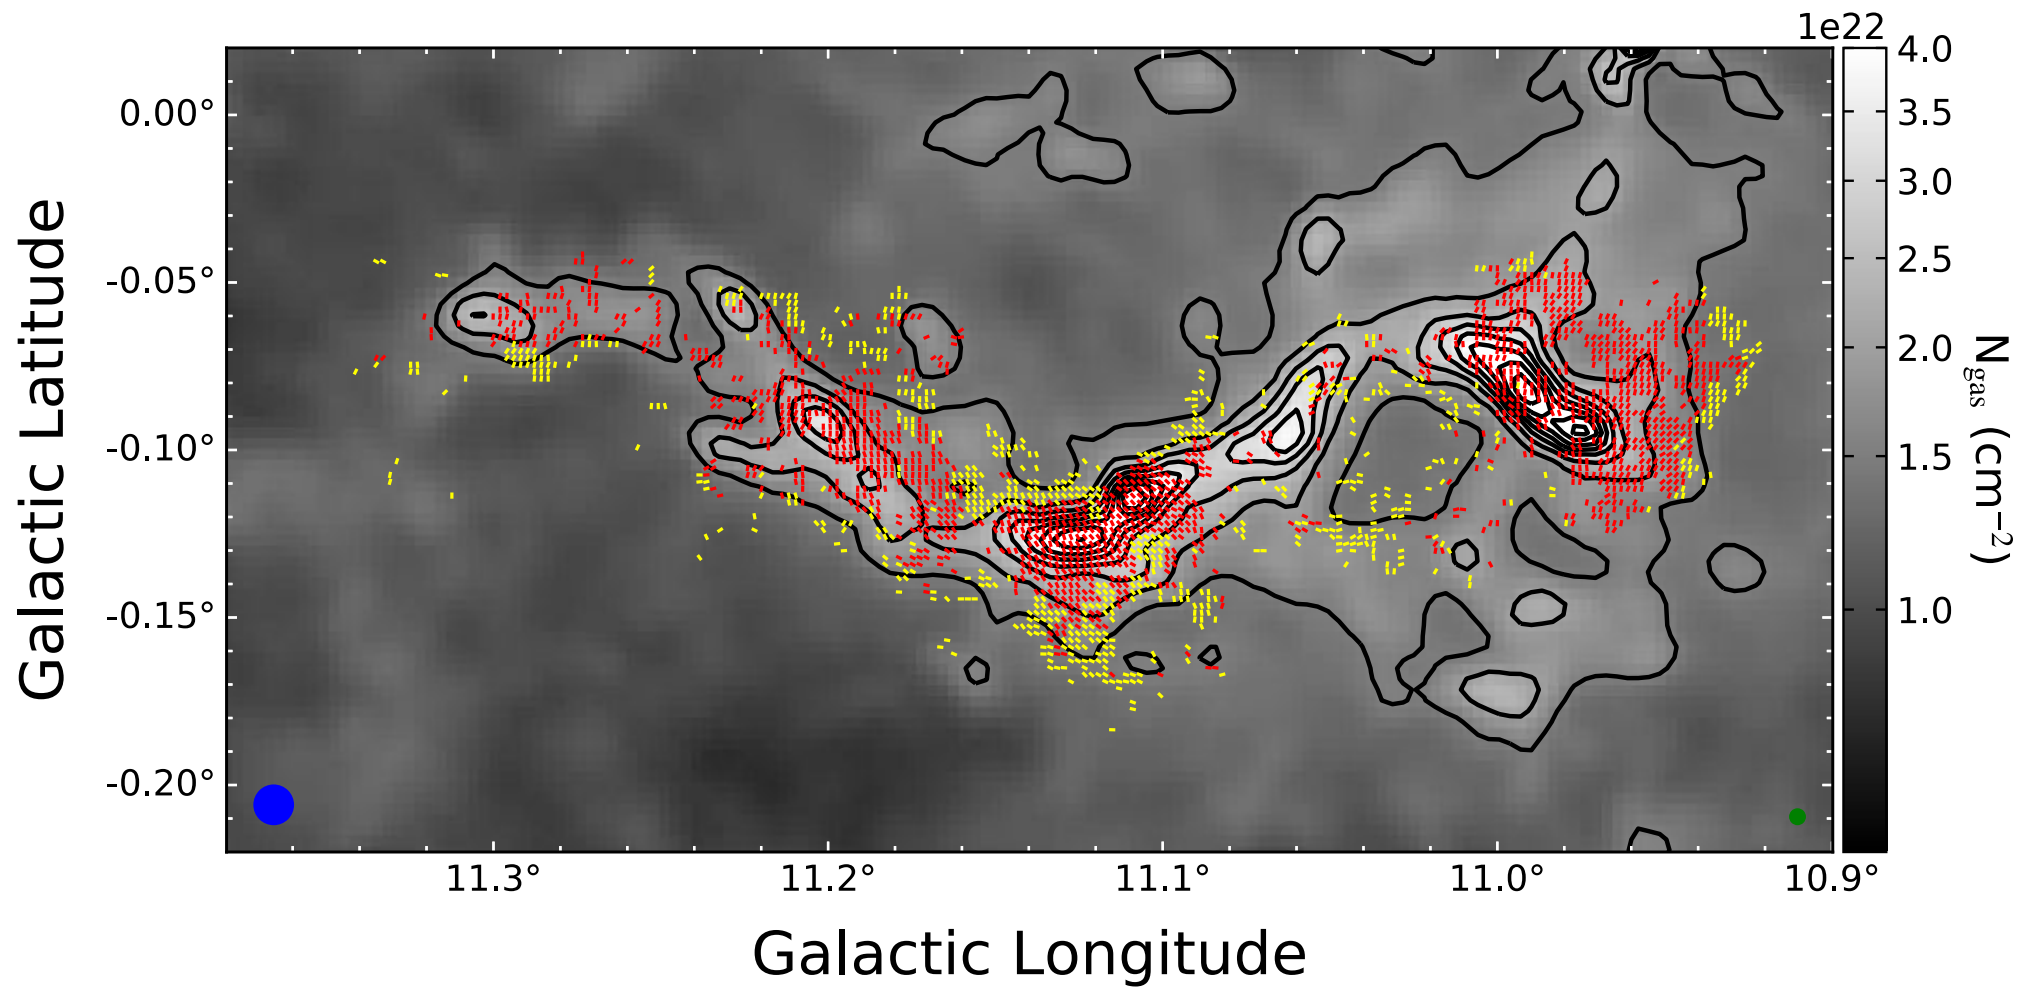 1e22
4.0
3.5
3.0
2.5
2.0
1.5
1.0
N_gas (cm⁻²)
0.00°
-0.05°
-0.10°
-0.15°
-0.20°
Galactic Latitude
11.3° 11.2° 11.1° 11.0° 10.9°
Galactic Longitude